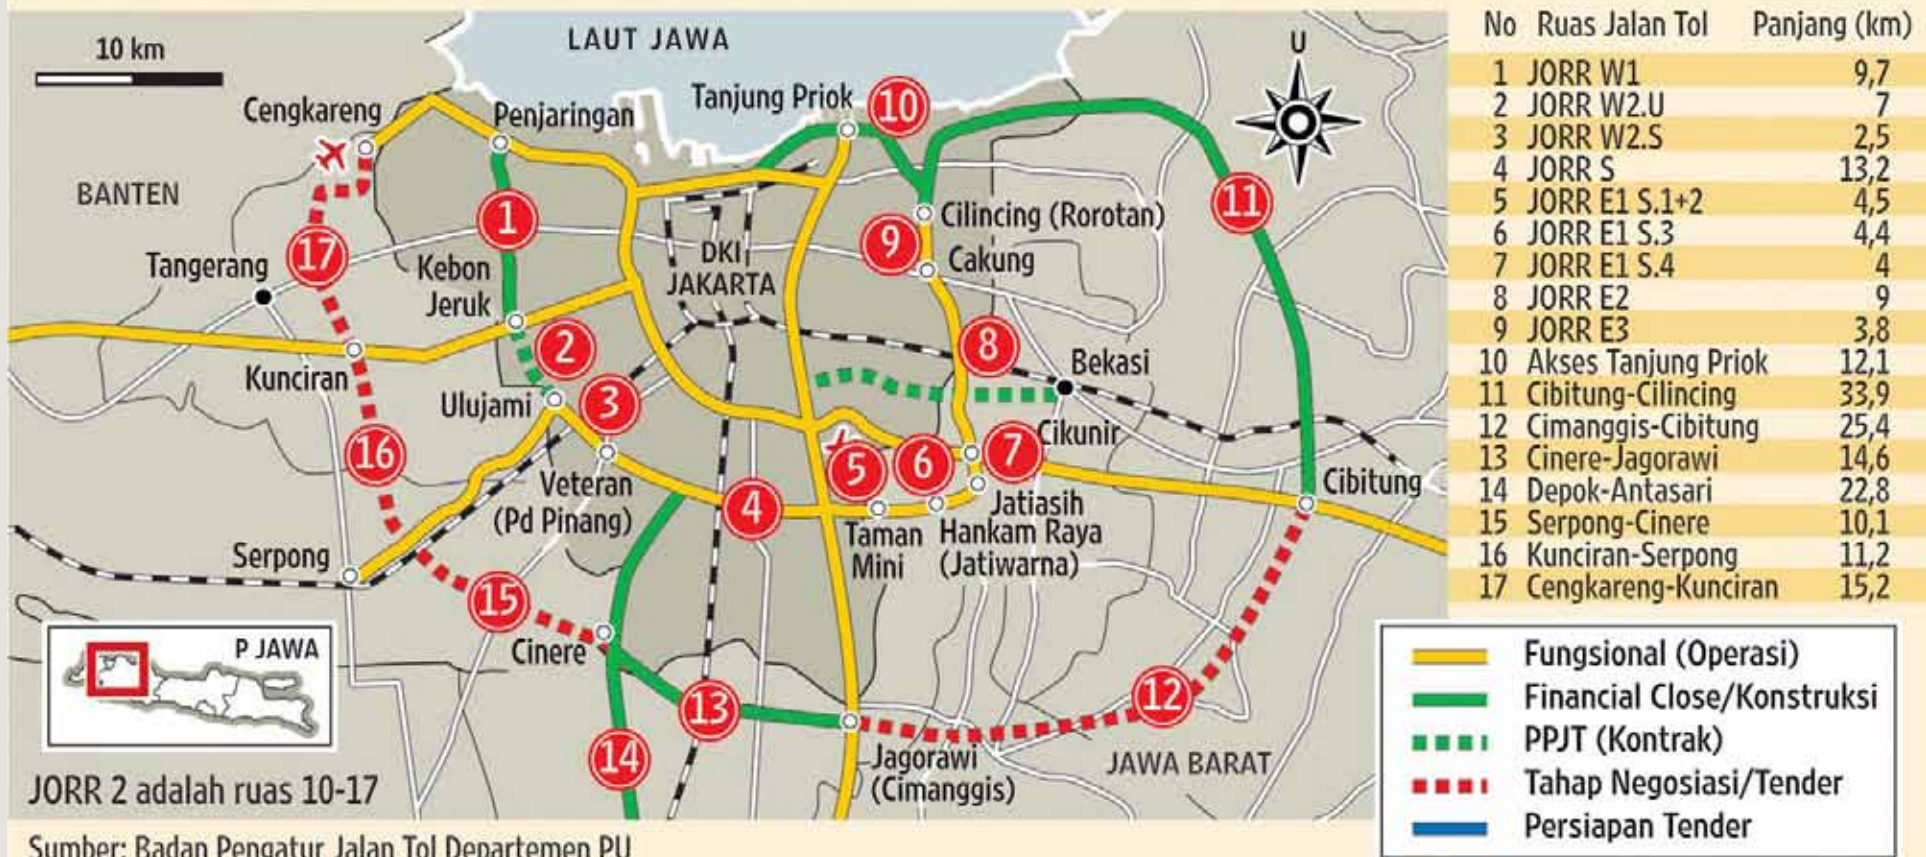 10 km
LAUT JAWA
U
Cengkareng
Penjaringan
Tanjung Priok
10
BANTEN
1
11
Cilincing (Rorotan)
9
Cakung
17
Tangerang
Kebon
Jeruk
DKI
JAKARTA
2
8
Bekasi
Kunciran
Ulujami
3
Cikunir
16
5
6
7
Veteran
(Pd Pinang)
4
Cibitung
Jatiasih
Taman
Mini
Hankam Raya
(Jatiwarna)
Serpong
15
Cinere
P JAWA
13
12
14
Jagorawi
(Cimanggis)
JAWA BARAT
JORR 2 adalah ruas 10-17
Sumber: Badan Pengatur Jalan Tol Departemen PU
No Ruas Jalan Tol Panjang (km)
1 JORR W1 9,7
2 JORR W2.U 7
3 JORR W2.S 2,5
4 JORR S 13,2
5 JORR E1 S.1+2 4,5
6 JORR E1 S.3 4,4
7 JORR E1 S.4 4
8 JORR E2 9
9 JORR E3 3,8
10 Akses Tanjung Priok 12,1
11 Cibitung-Cilincing 33,9
12 Cimanggis-Cibitung 25,4
13 Cinere-Jagorawi 14,6
14 Depok-Antasari 22,8
15 Serpong-Cinere 10,1
16 Kunciran-Serpong 11,2
17 Cengkareng-Kunciran 15,2
Fungsional (Operasi)
Financial Close/Konstruksi
PPJT (Kontrak)
Tahap Negosiasi/Tender
Persiapan Tender